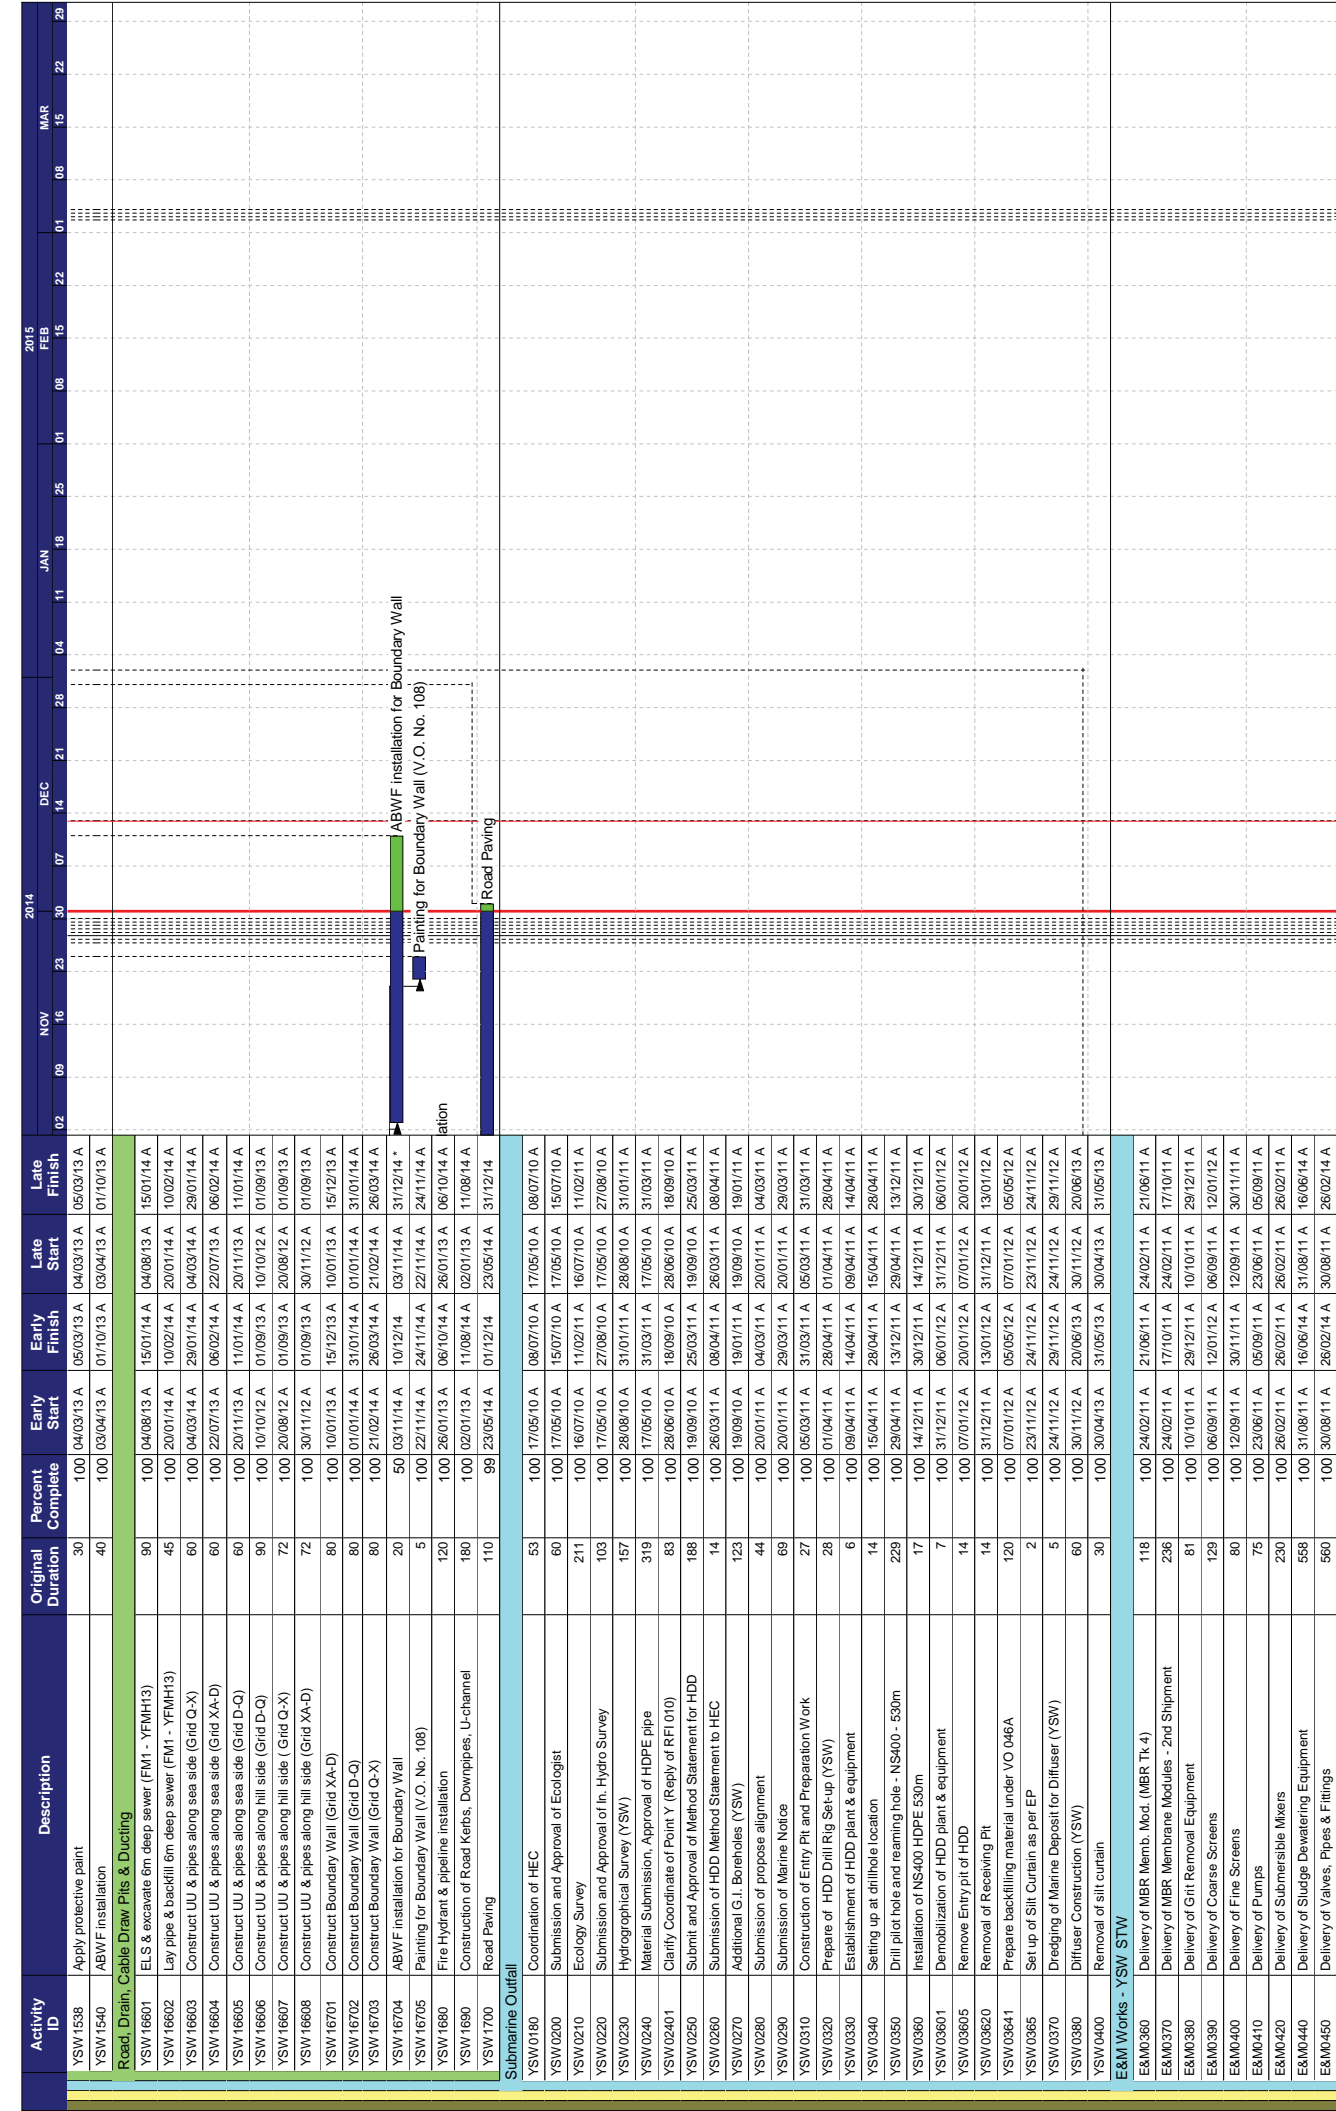 2014 2015
NOV DEC JAN FEB MAR
Activity ID Description Original Duration Percent Complete Early Start Early Finish Late Start Late Finish 02 09 16 23 30 07 14 21 28 04 11 18 25 01 08 15 22 01 08 15 22 29
YSW1538 Apply protective paint 30 100 04/03/13 A 05/03/13 A 04/03/13 A 05/03/13 A
YSW1540 ABWF installation 40 100 03/04/13 A 01/10/13 A 03/04/13 A 01/10/13 A
Road, Drain, Cable Draw Pits & Ducting
YSW16601 ELS & excavate 6m deep sewer (FM1 - YFMH13) 90 100 04/08/13 A 15/01/14 A 04/08/13 A 15/01/14 A
YSW16602 Lay pipe & backfill 6m deep sewer (FM1 - YFMH13) 45 100 20/01/14 A 10/02/14 A 20/01/14 A 10/02/14 A
YSW16603 Construct UU & pipes along sea side (Grid Q-X) 60 100 04/03/14 A 29/01/14 A 04/03/14 A 29/01/14 A
YSW16604 Construct UU & pipes along sea side (Grid XA-D) 60 100 22/07/13 A 06/02/14 A 22/07/13 A 06/02/14 A
YSW16605 Construct UU & pipes along sea side (Grid D-Q) 60 100 20/11/13 A 11/01/14 A 20/11/13 A 11/01/14 A
YSW16606 Construct UU & pipes along hill side (Grid D-Q) 90 100 10/10/12 A 01/09/13 A 10/10/12 A 01/09/13 A
YSW16607 Construct UU & pipes along hill side ( Grid Q-X) 72 100 20/08/12 A 01/09/13 A 20/08/12 A 01/09/13 A
YSW16608 Construct UU & pipes along hill side (Grid XA-D) 72 100 30/11/12 A 01/09/13 A 30/11/12 A 01/09/13 A
YSW16701 Construct Boundary Wall (Grid XA-D) 80 100 10/01/13 A 15/12/13 A 10/01/13 A 15/12/13 A
YSW16702 Construct Boundary Wall (Grid D-Q) 80 100 01/01/14 A 31/01/14 A 01/01/14 A 31/01/14 A
YSW16703 Construct Boundary Wall (Grid Q-X) 80 100 21/02/14 A 26/03/14 A 21/02/14 A 26/03/14 A
YSW16704 ABWF installation for Boundary Wall 20 50 03/11/14 A 10/12/14 03/11/14 A 31/12/14 * ABWF installation for Boundary Wall
YSW16705 Painting for Boundary Wall (V.O. No. 108) 5 100 22/11/14 A 24/11/14 A 22/11/14 A 24/11/14 A Painting for Boundary Wall (V.O. No. 108)
YSW1680 Fire Hydrant & pipeline installation 120 100 26/01/13 A 06/10/14 A 26/01/13 A 06/10/14 A lation
YSW1690 Construction of Road Kerbs, Downpipes, U-channel 180 100 02/01/13 A 11/08/14 A 02/01/13 A 11/08/14 A
YSW1700 Road Paving 110 99 23/05/14 A 01/12/14 23/05/14 A 31/12/14 Road Paving
Submarine Outfall
YSW0180 Coordination of HEC 53 100 17/05/10 A 08/07/10 A 17/05/10 A 08/07/10 A
YSW0200 Submission and Approval of Ecologist 60 100 17/05/10 A 15/07/10 A 17/05/10 A 15/07/10 A
YSW0210 Ecology Survey 211 100 16/07/10 A 11/02/11 A 16/07/10 A 11/02/11 A
YSW0220 Submission and Approval of In. Hydro Survey 103 100 17/05/10 A 27/08/10 A 17/05/10 A 27/08/10 A
YSW0230 Hydrogrophical Survey (YSW) 157 100 28/08/10 A 31/01/11 A 28/08/10 A 31/01/11 A
YSW0240 Material Submission, Approval of HDPE pipe 319 100 17/05/10 A 31/03/11 A 17/05/10 A 31/03/11 A
YSW02401 Clarify Coordinate of Point Y (Reply of RFI 010) 83 100 28/06/10 A 18/09/10 A 28/06/10 A 18/09/10 A
YSW0250 Submit and Approval of Method Statement for HDD 188 100 19/09/10 A 25/03/11 A 19/09/10 A 25/03/11 A
YSW0260 Submission of HDD Method Statement to HEC 14 100 26/03/11 A 08/04/11 A 26/03/11 A 08/04/11 A
YSW0270 Additional G.I. Boreholes (YSW) 123 100 19/09/10 A 19/01/11 A 19/09/10 A 19/01/11 A
YSW0280 Submission of propose alignment 44 100 20/01/11 A 04/03/11 A 20/01/11 A 04/03/11 A
YSW0290 Submission of Marine Notice 69 100 20/01/11 A 29/03/11 A 20/01/11 A 29/03/11 A
YSW0310 Construction of Entry Pit and Preparation Work 27 100 05/03/11 A 31/03/11 A 05/03/11 A 31/03/11 A
YSW0320 Prepare of HDD Drill Rig Set-up (YSW) 28 100 01/04/11 A 28/04/11 A 01/04/11 A 28/04/11 A
YSW0330 Establishment of HDD plant & equipment 6 100 09/04/11 A 14/04/11 A 09/04/11 A 14/04/11 A
YSW0340 Setting up at drillhole location 14 100 15/04/11 A 28/04/11 A 15/04/11 A 28/04/11 A
YSW0350 Drill pilot hole and reaming hole - NS400 - 530m 229 100 29/04/11 A 13/12/11 A 29/04/11 A 13/12/11 A
YSW0360 Installation of NS400 HDPE 530m 17 100 14/12/11 A 30/12/11 A 14/12/11 A 30/12/11 A
YSW03601 Demobilization of HDD plant & equipment 7 100 31/12/11 A 06/01/12 A 31/12/11 A 06/01/12 A
YSW03605 Remove Entry pit of HDD 14 100 07/01/12 A 20/01/12 A 07/01/12 A 20/01/12 A
YSW03620 Removal of Receiving Pit 14 100 31/12/11 A 13/01/12 A 31/12/11 A 13/01/12 A
YSW03641 Prepare backfilling material under VO 046A 120 100 07/01/12 A 05/05/12 A 07/01/12 A 05/05/12 A
YSW0365 Set up of Silt Curtain as per EP 2 100 23/11/12 A 24/11/12 A 23/11/12 A 24/11/12 A
YSW0370 Dredging of Marine Deposit for Diffuser (YSW) 5 100 24/11/12 A 29/11/12 A 24/11/12 A 29/11/12 A
YSW0380 Diffuser Construction (YSW) 60 100 30/11/12 A 20/06/13 A 30/11/12 A 20/06/13 A
YSW0400 Removal of silt curtain 30 100 30/04/13 A 31/05/13 A 30/04/13 A 31/05/13 A
E&M Works - YSW STW
E&M0360 Delivery of MBR Memb. Mod. (MBR Tk 4) 118 100 24/02/11 A 21/06/11 A 24/02/11 A 21/06/11 A
E&M0370 Delivery of MBR Membrane Modules - 2nd Shipment 236 100 24/02/11 A 17/10/11 A 24/02/11 A 17/10/11 A
E&M0380 Delivery of Grit Removal Equipment 81 100 10/10/11 A 29/12/11 A 10/10/11 A 29/12/11 A
E&M0390 Delivery of Coarse Screens 129 100 06/09/11 A 12/01/12 A 06/09/11 A 12/01/12 A
E&M0400 Delivery of Fine Screens 80 100 12/09/11 A 30/11/11 A 12/09/11 A 30/11/11 A
E&M0410 Delivery of Pumps 75 100 23/06/11 A 05/09/11 A 23/06/11 A 05/09/11 A
E&M0420 Delivery of Submersible Mixers 230 100 26/02/11 A 26/02/11 A 26/02/11 A 26/02/11 A
E&M0440 Delivery of Sludge Dewatering Equipment 558 100 31/08/11 A 16/06/14 A 31/08/11 A 16/06/14 A
E&M0450 Delivery of Valves, Pipes & Fittings 560 100 30/08/11 A 26/02/14 A 30/08/11 A 26/02/14 A